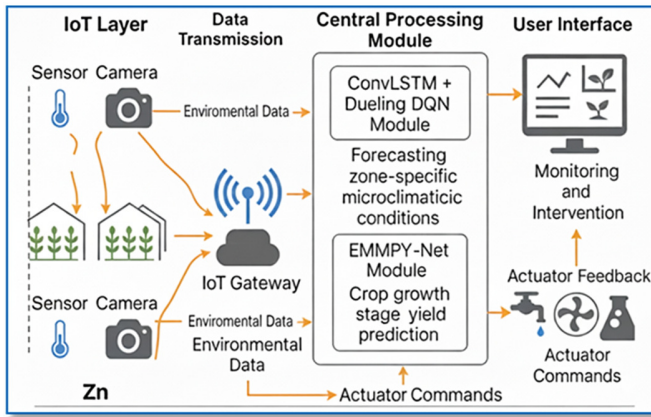 IoT Layer
Data
Transmission
Central Processing
Module
User Interface
Sensor
Camera
Enviromental Data
ConvLSTM +
Dueling DQN
Module
Forecasting
zone-specific
microclimaticic
conditions
Monitoring
and
Intervention
IoT Gateway
EMMPY-Net
Module
Crop growth
stage yield
prediction
Actuator Feedback
Sensor
Camera
Enviromental Data
Environmental
Data
Actuator
Commands
Zn
Actuator Commands